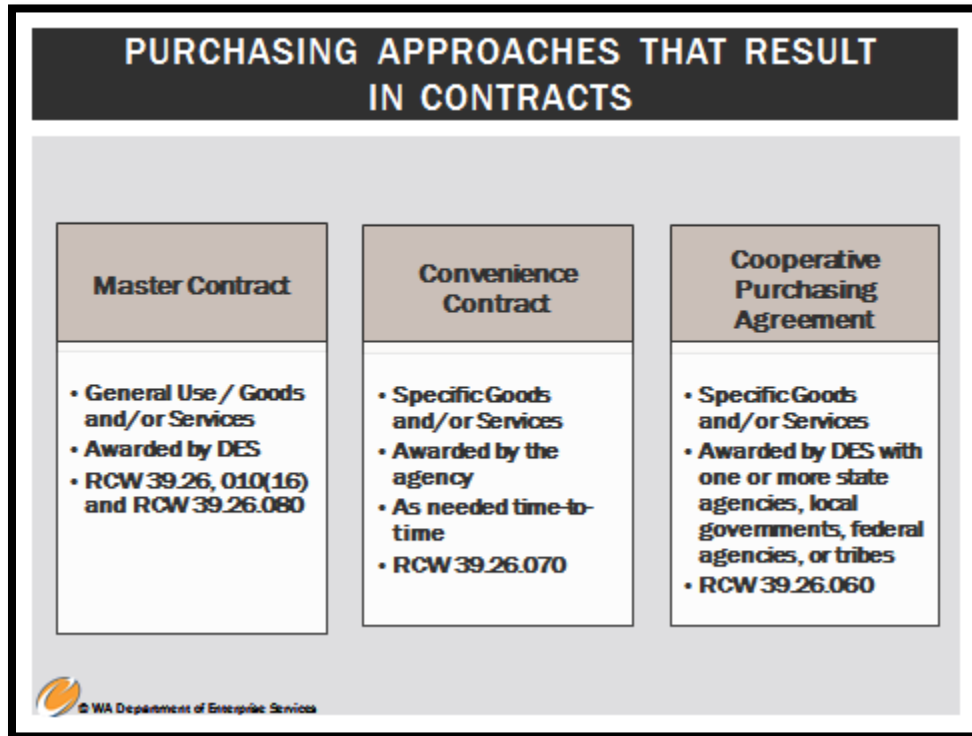 PURCHASING APPROACHES THAT RESULT
IN CONTRACTS
Master Contract
• General Use / Goods
and/or Services
• Awarded by DES
• RCW 39.26, 010(16)
and RCW 39.26.080
Convenience
Contract
• Specific Goods
and/or Services
• Awarded by the
agency
• As needed time-to-
time
• RCW 39.26.070
Cooperative
Purchasing
Agreement
• Specific Goods
and/or Services
• Awarded by DES with
one or more state
agencies, local
governments, federal
agencies, or tribes
• RCW 39.26.060
© WA Department of Enterprise Services